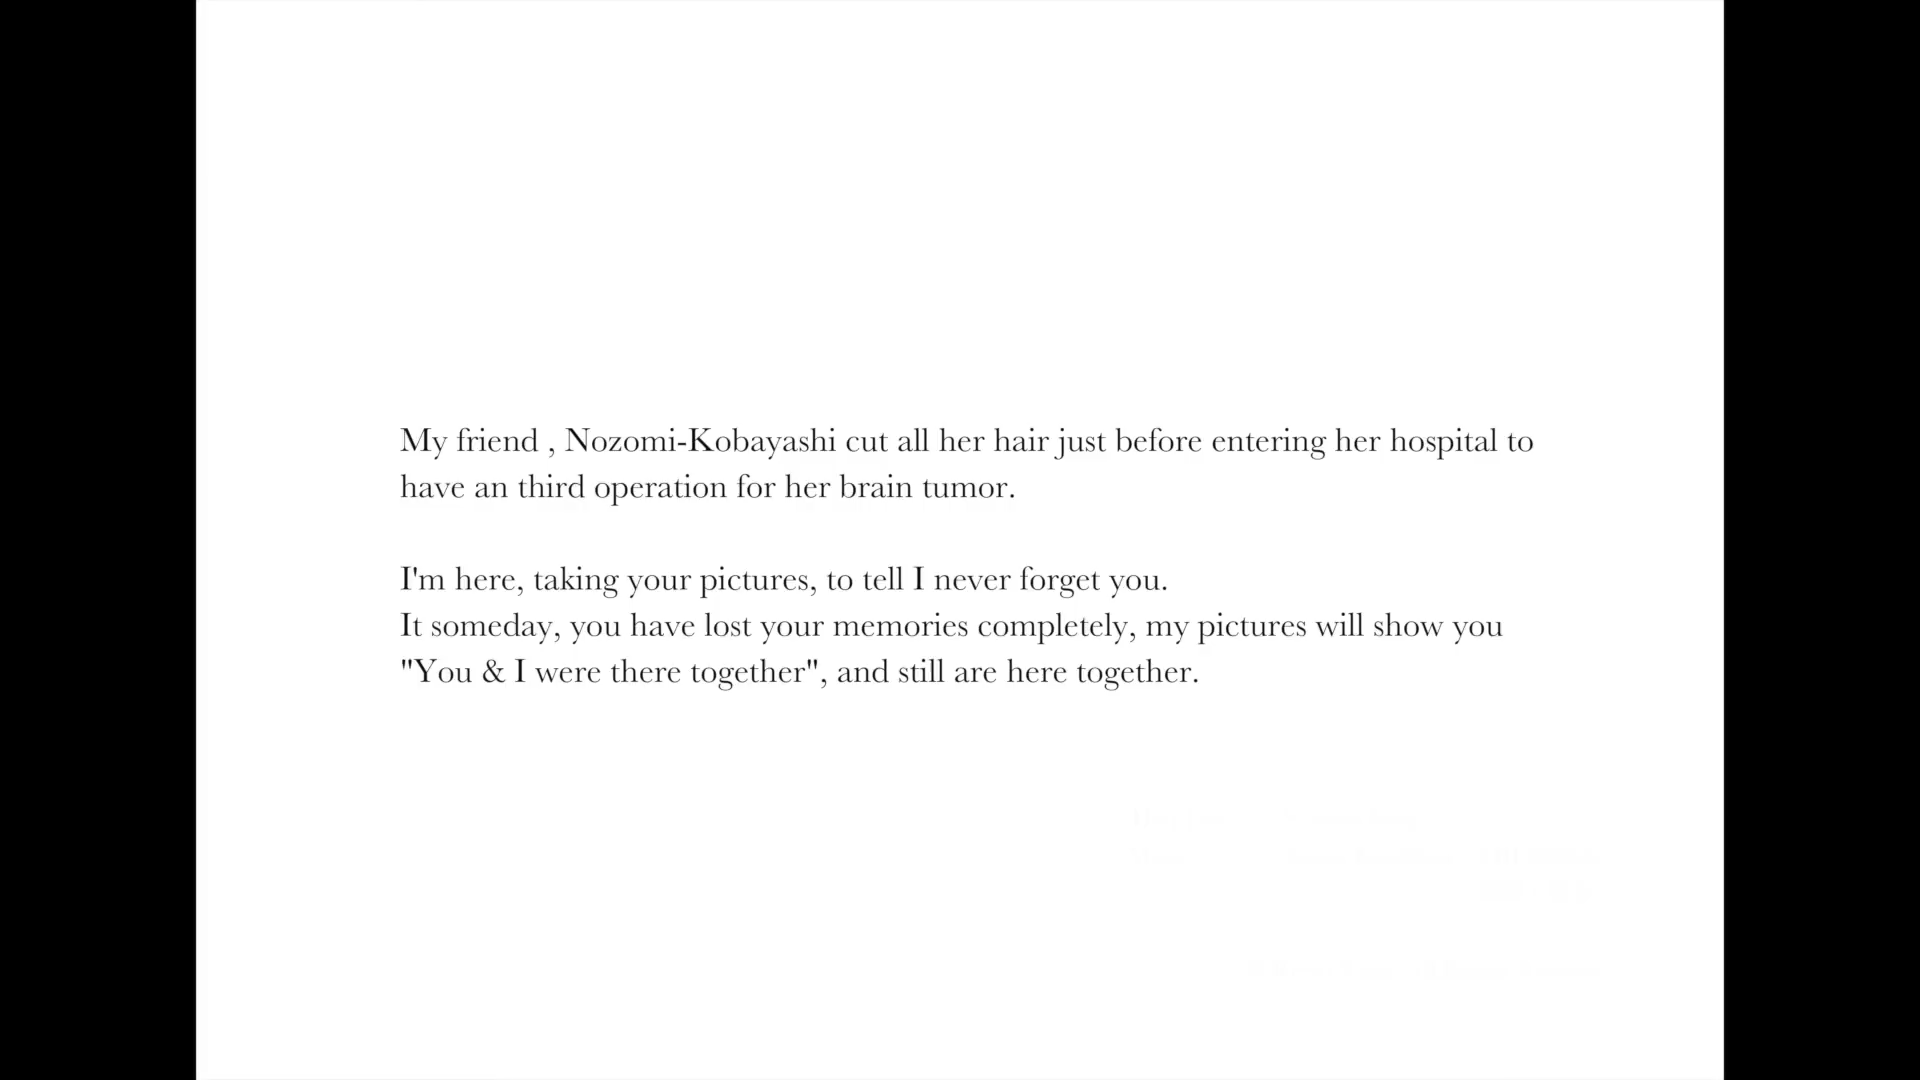 My friend , Nozomi-Kobayashi cut all her hair just before entering her hospital to
have an third operation for her brain tumor.
I'm here, taking your pictures, to tell I never forget you.
It someday, you have lost your memories completely, my pictures will show you
"You & I were there together", and still are here together.